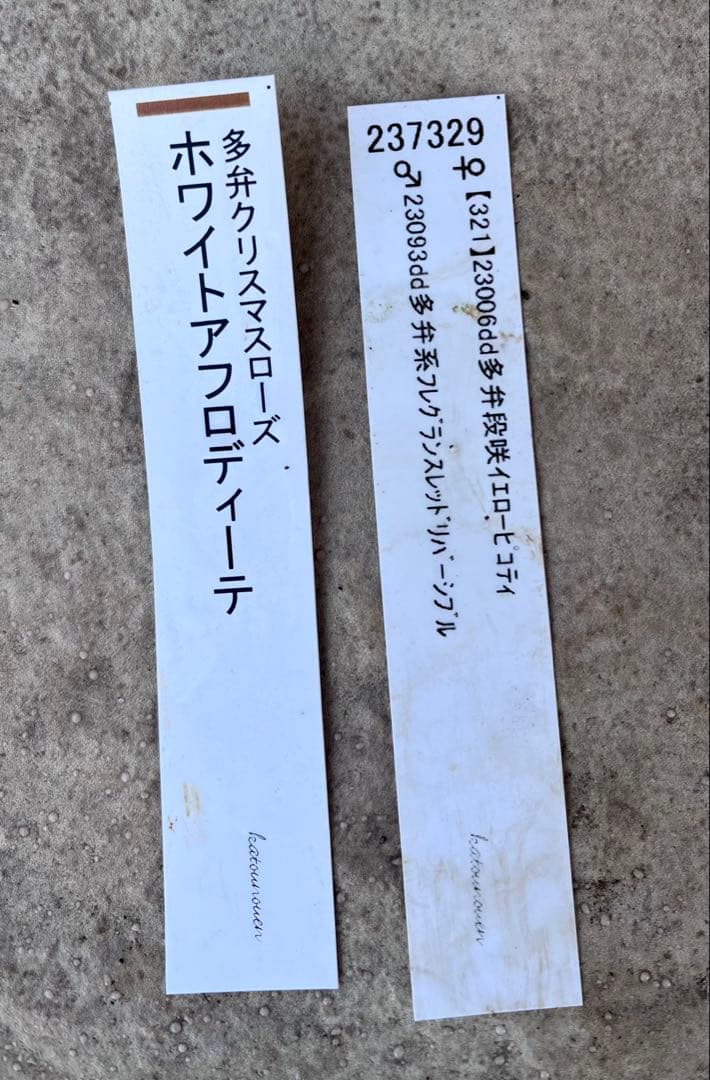 多弁クリスマスローズ
ホワイトアフロディーテ
katounouen
237329
♀【321】23006dd多弁段咲ｲｴﾛｰﾋﾟｺﾃｨ
♂23093dd多弁系ﾌﾚｸﾞﾗﾝｽﾚｯﾄﾞﾘﾊﾞｰｼﾌﾞﾙ
katounouen